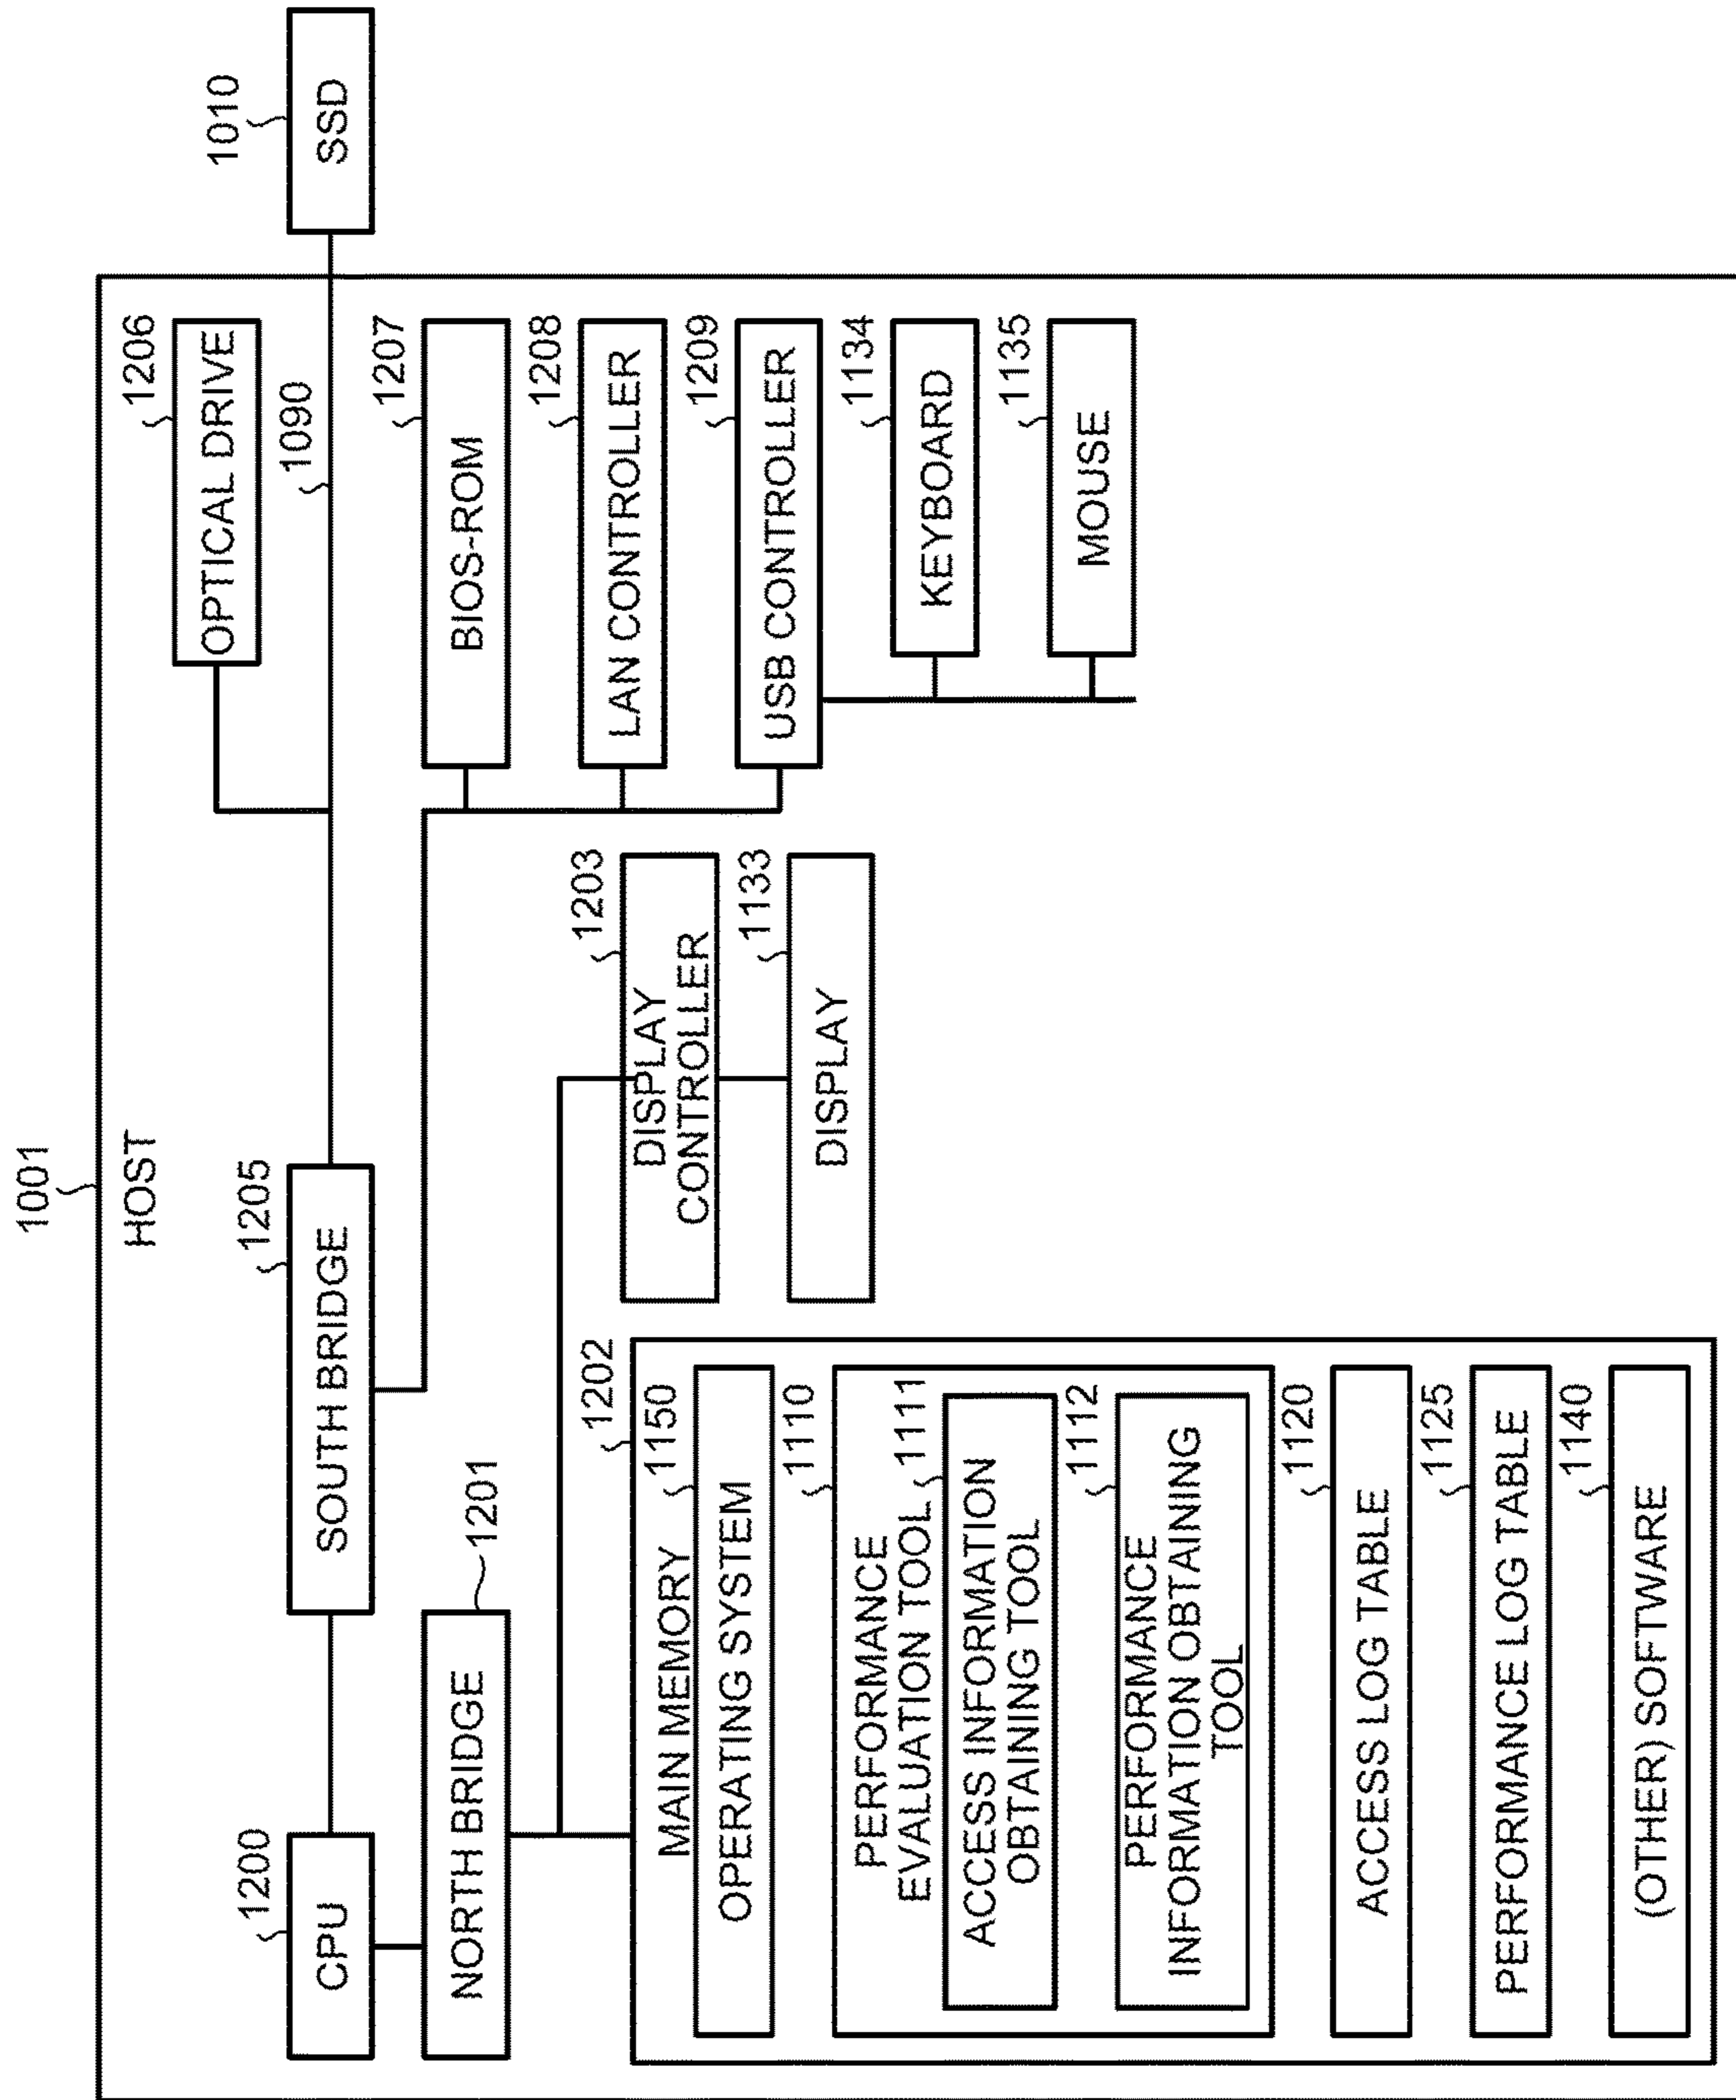 1001
HOST
1200
CPU
1205
SOUTH BRIDGE
1206
OPTICAL DRIVE
1090
1010
SSD
1201
NORTH BRIDGE
1207
BIOS-ROM
1208
LAN CONTROLLER
1209
USB CONTROLLER
1134
KEYBOARD
1135
MOUSE
1203
DISPLAY
CONTROLLER
1133
DISPLAY
1202
MAIN MEMORY
1150
OPERATING SYSTEM
1110
PERFORMANCE
EVALUATION TOOL
1111
ACCESS INFORMATION
OBTAINING TOOL
1112
PERFORMANCE
INFORMATION OBTAINING
TOOL
1120
ACCESS LOG TABLE
1125
PERFORMANCE LOG TABLE
1140
(OTHER) SOFTWARE